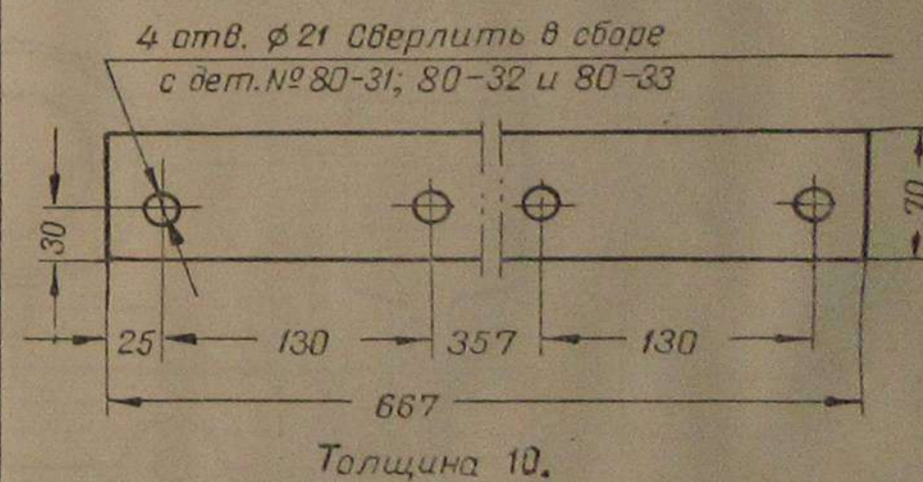 4 отв. ϕ 21 Сверлить в сборе
с дет. № 80-31; 80-32 и 80-33
30
70
25 130 357 130
667
Толщина 10.